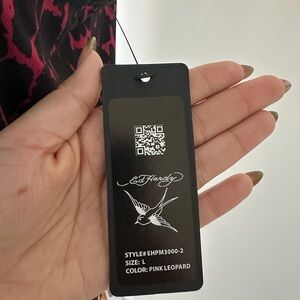 Ed Hardy
STYLE# EHPM3000-2
SIZE: L
COLOR: PINK LEOPARD